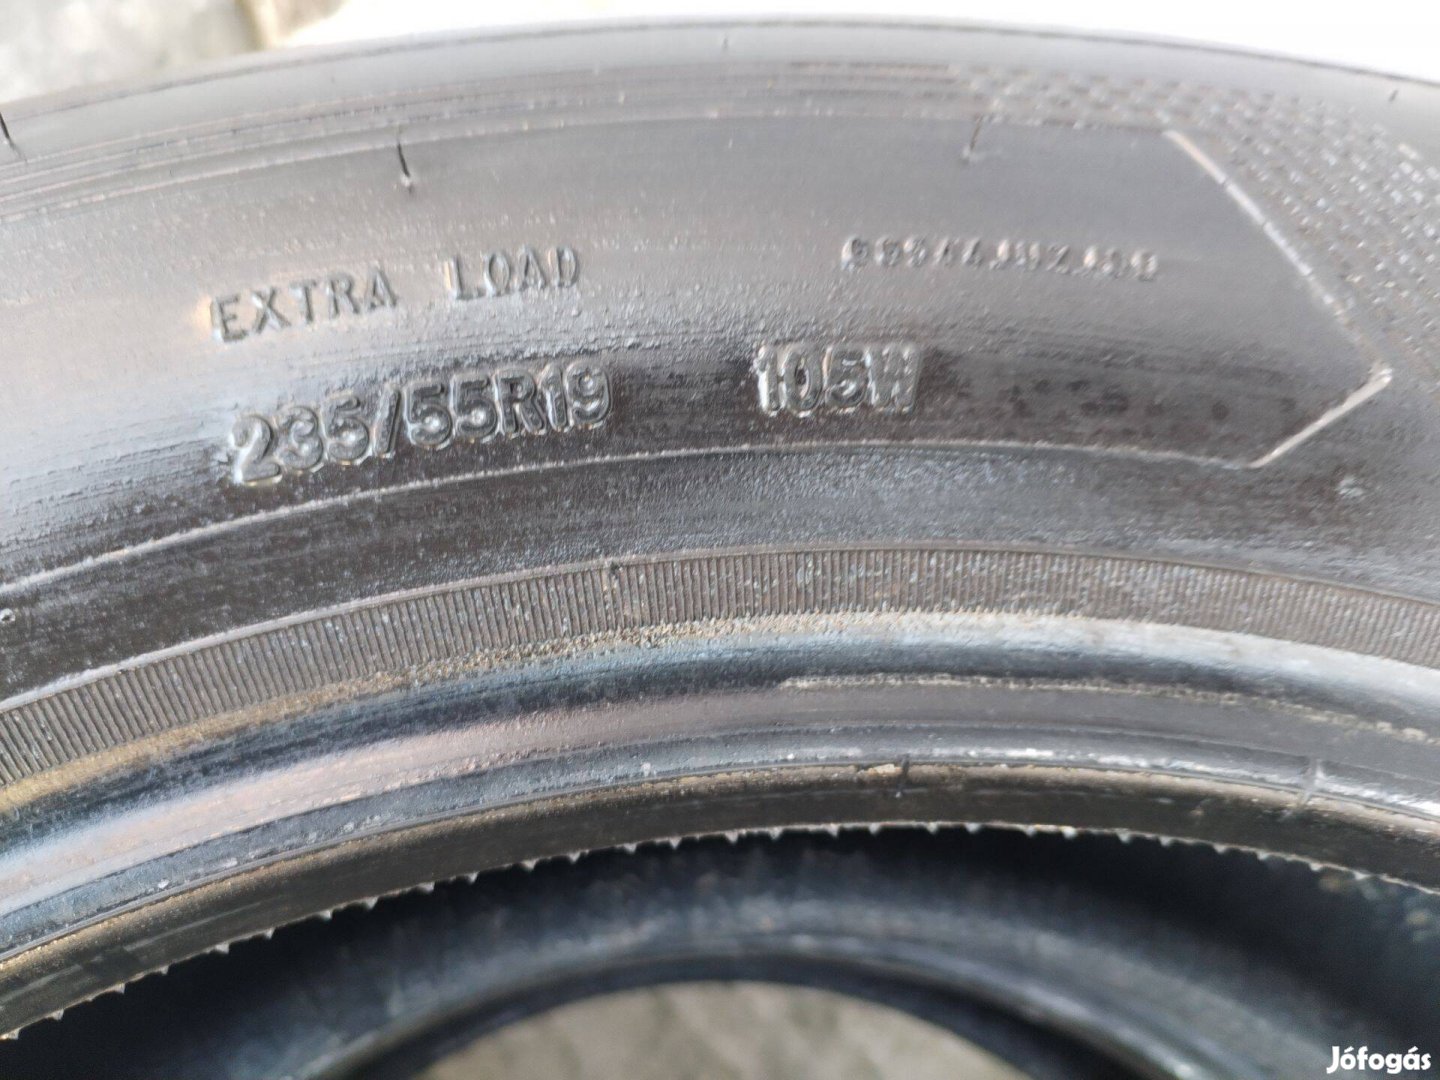 EXTRA LOAD
235/55R19 105W
Jófogás